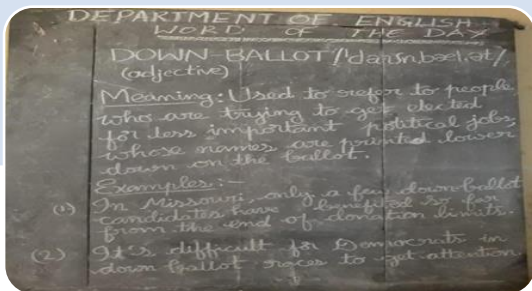 DEPARTMENT OF ENGLISH
WORD OF THE DAY
DOWN BALLOT /ˈdaʊnˌbæl.ət/
(adjective)
Meaning: Used to refer to people
who are trying to get elected
for less important political jobs,
whose names are printed lower
down on the ballot.
Examples:-
(1) In Missouri, only a few down-ballot
candidates have benefited so far
from the end of donation limits.
(2) It's difficult for Democrats in
down ballot races to get attention